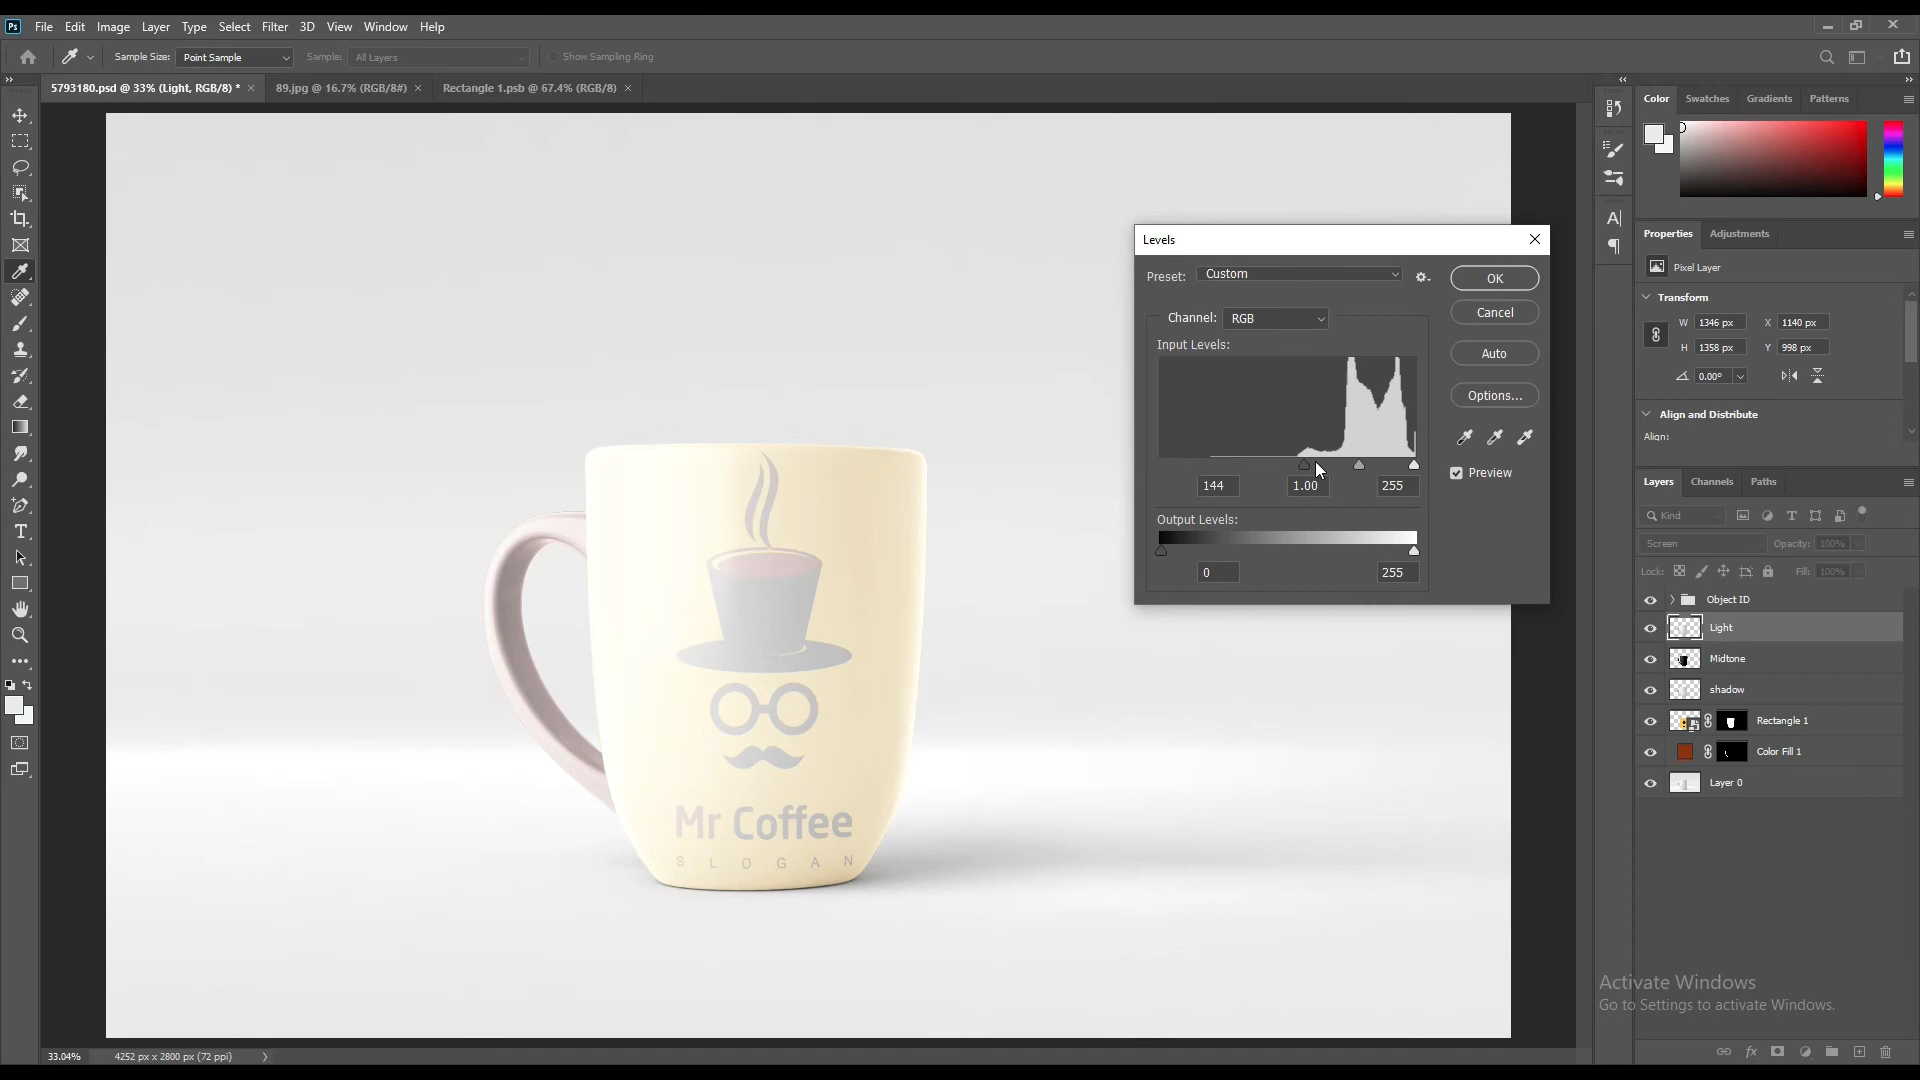 Ps File Edit Image Layer Type Select Filter 3D View Window Help
Sample Size: Point Sample Sample: All Layers Show Sampling Ring
5793180.psd @ 33% (Light, RGB/8) * × 89.jpg @ 16.7% (RGB/8#) × Rectangle 1.psb @ 67.4% (RGB/8) ×
Color Swatches Gradients Patterns
Levels
Preset: Custom
OK
Channel: RGB
Cancel
Input Levels:
Auto
Options...
Preview
144 1.00 255
Output Levels:
0 255
Mr Coffee
SLOGAN
Properties Adjustments
Pixel Layer
Transform
W 1346 px X 1140 px
H 1358 px Y 998 px
0.00°
Align and Distribute
Align:
Layers Channels Paths
Kind
Screen Opacity: 100%
Lock: Fill: 100%
Object ID
Light
Midtone
shadow
Rectangle 1
Color Fill 1
Layer 0
Activate Windows
Go to Settings to activate Windows.
33.04% 4252 px x 2800 px (72 ppi)